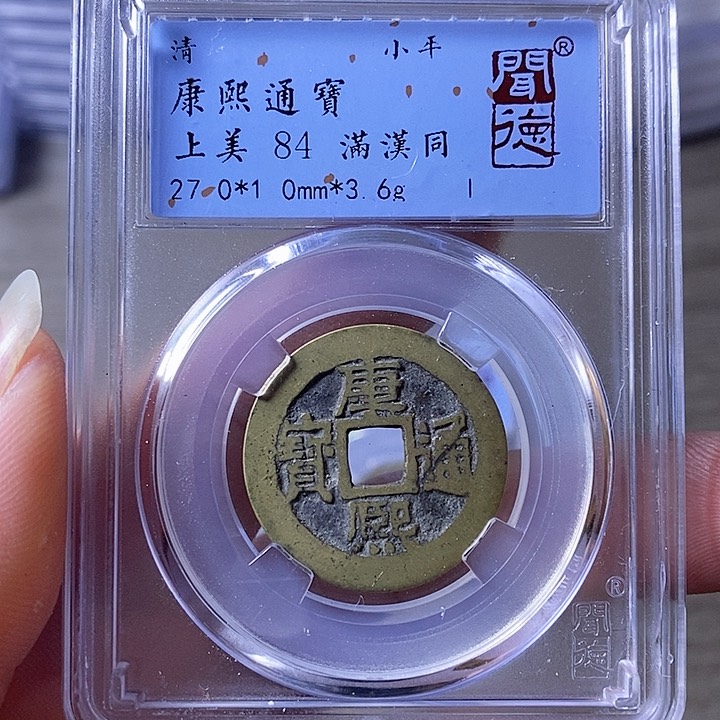 清 小平
康熙通寶
上美 84 滿漢同
27.0*1.0mm*3.6g I
聞德®
康熙通寶
®
聞德